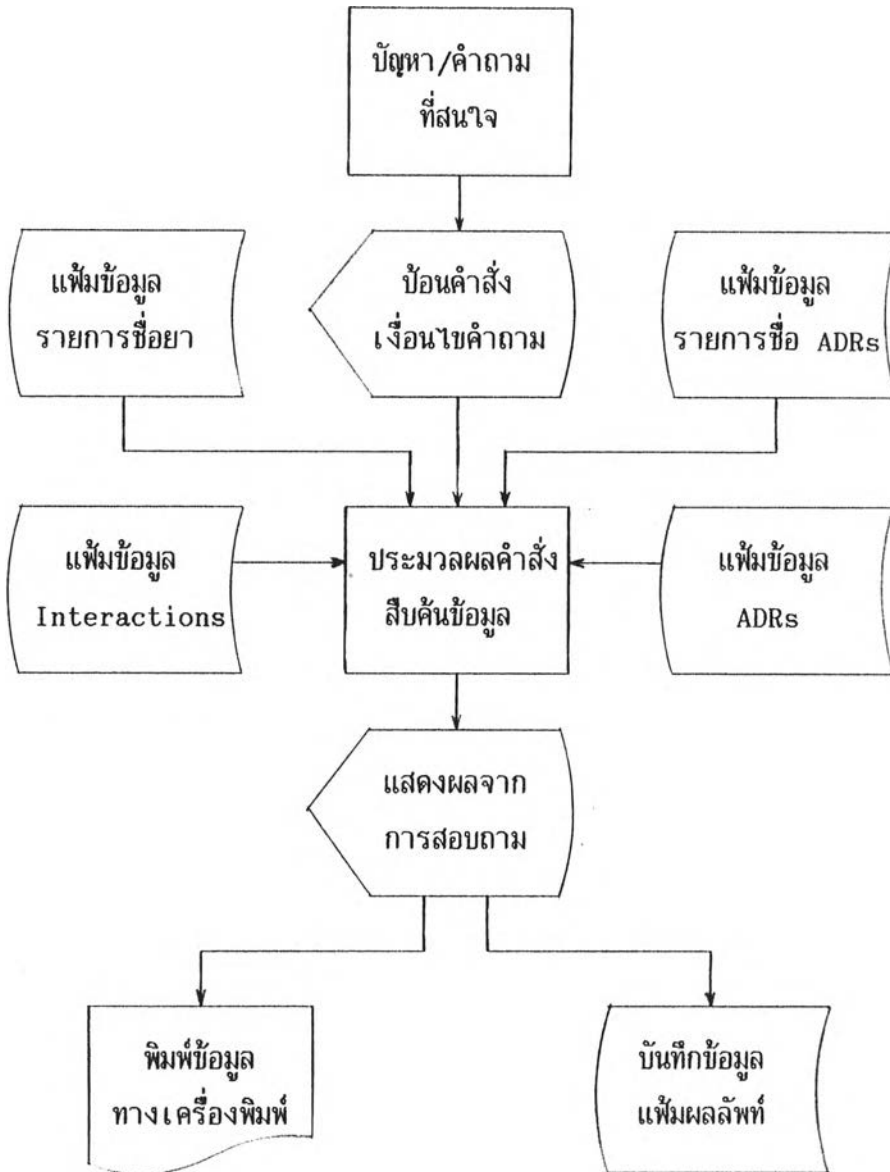 ปัญหา/คำถาม
ที่สนใจ
แฟ้มข้อมูล
รายการชื่อยา
ป้อนคำสั่ง
เงื่อนไขคำถาม
แฟ้มข้อมูล
รายการชื่อ ADRs
แฟ้มข้อมูล
Interactions
ประมวลผลคำสั่ง
สืบค้นข้อมูล
แฟ้มข้อมูล
ADRs
แสดงผลจาก
การสอบถาม
พิมพ์ข้อมูล
ทางเครื่องพิมพ์
บันทึกข้อมูล
แฟ้มผลลัพท์